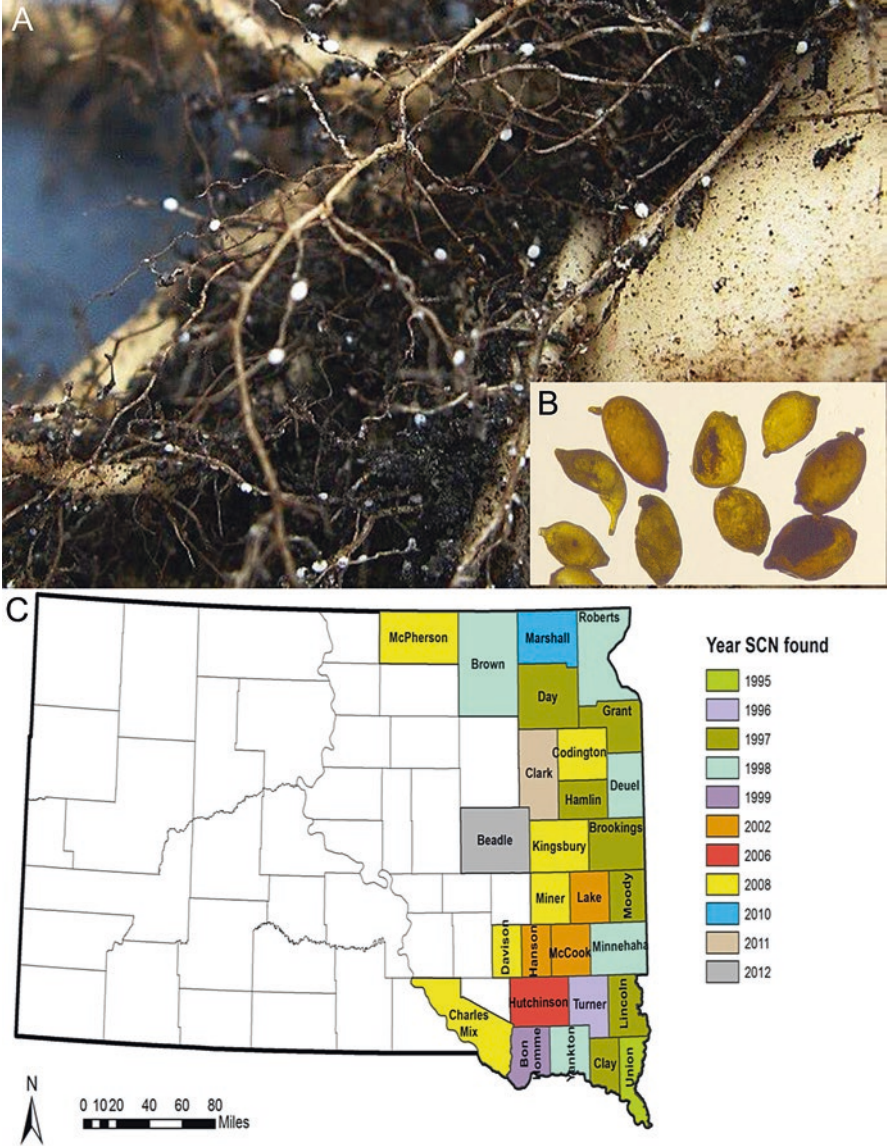 A
B
C
McPherson
Brown
Marshall
Roberts
Day
Grant
Codington
Clark
Deuel
Hamlin
Beadle
Kingsbury
Brookings
Miner
Lake
Moody
Davison
Hanson
McCook
Minnehaha
Charles
Mix
Hutchinson
Turner
Lincoln
Bon
Homme
Yankton
Clay
Union
Year SCN found
1995
1996
1997
1998
1999
2002
2006
2008
2010
2011
2012
N
0 10 20 40 60 80
Miles